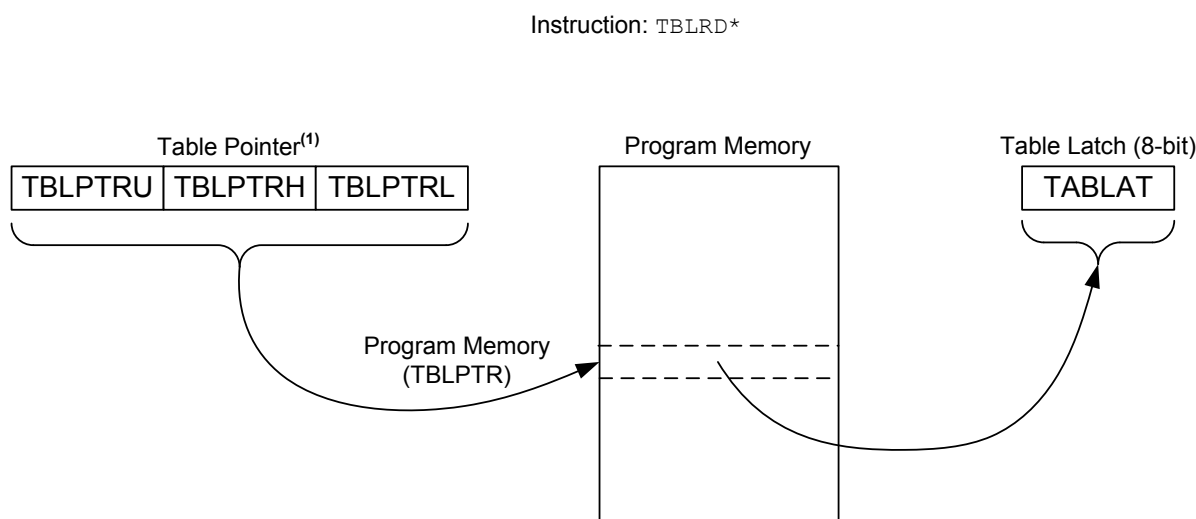 Instruction: TBLRD*
Table Pointer(1)
Program Memory
Table Latch (8-bit)
TBLPTRU TBLPTRH TBLPTRL
TABLAT
Program Memory
(TBLPTR)